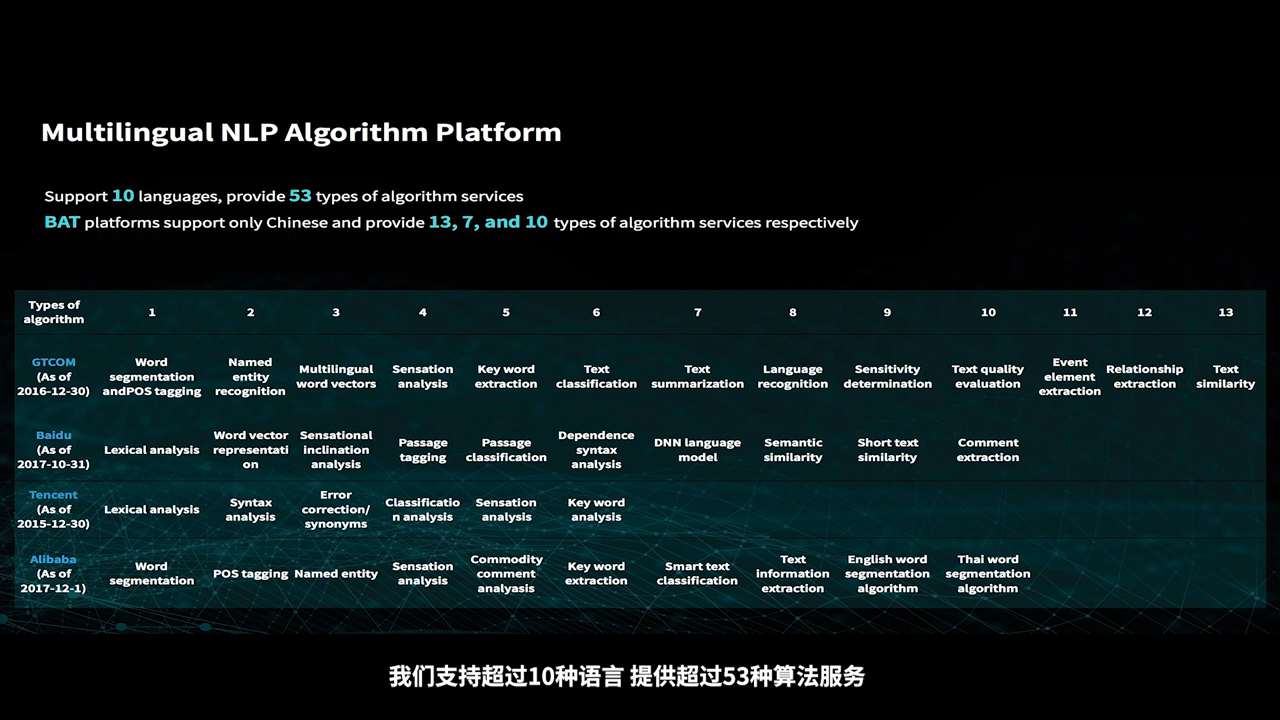 Multilingual NLP Algorithm Platform
Support 10 languages, provide 53 types of algorithm services
BAT platforms support only Chinese and provide 13, 7, and 10 types of algorithm services respectively
Types of algorithm 1 2 3 4 5 6 7 8 9 10 11 12 13
GTCOM (As of 2016-12-30) Word segmentation andPOS tagging Named entity recognition Multilingual word vectors Sensation analysis Key word extraction Text classification Text summarization Language recognition Sensitivity determination Text quality evaluation Event element extraction Relationship extraction Text similarity
Baidu (As of 2017-10-31) Lexical analysis Word vector representati on Sensational inclination analysis Passage tagging Passage classification Dependence syntax analysis DNN language model Semantic similarity Short text similarity Comment extraction
Tencent (As of 2015-12-30) Lexical analysis Syntax analysis Error correction/ synonyms Classificatio n analysis Sensation analysis Key word analysis
Alibaba (As of 2017-12-1) Word segmentation POS tagging Named entity Sensation analysis Commodity comment analyasis Key word extraction Smart text classification Text information extraction English word segmentation algorithm Thai word segmentation algorithm
我们支持超过10种语言 提供超过53种算法服务